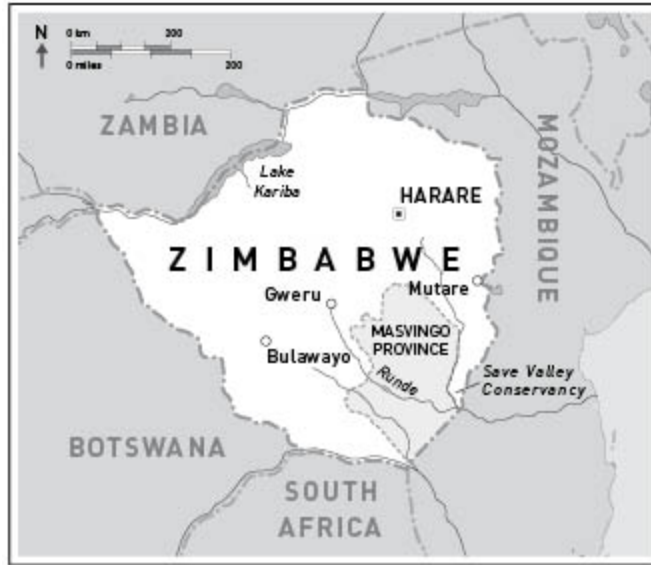 N
0 km 200
0 miles 200
ZAMBIA
MOZAMBIQUE
Lake
Kariba
HARARE
ZIMBABWE
Gweru
Mutare
MASVINGO
PROVINCE
Bulawayo
Runde
Save Valley
Conservancy
BOTSWANA
SOUTH
AFRICA